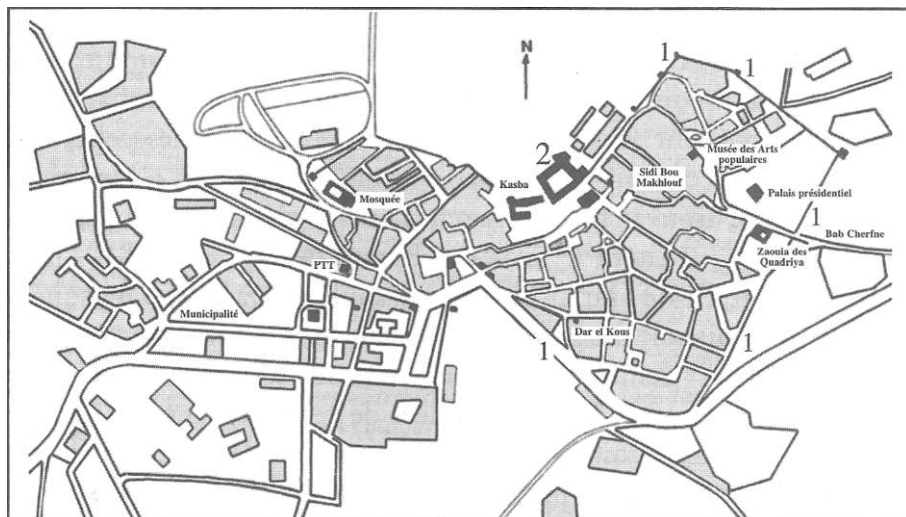 N
1
1
2
Musée des Arts
populaires
Kasba
Sidi Bou
Makhlouf
Mosquée
Palais présidentiel
1
Bab Cherfne
Zaouia des
Quadriya
PTT
Municipalité
Dar el Kous
1
1